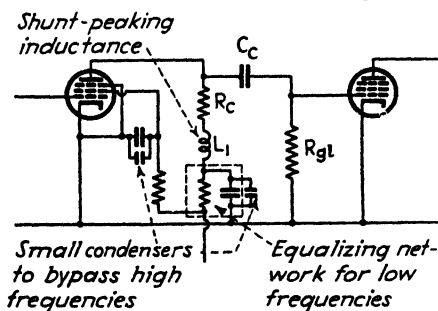 Shunt-peaking
inductance
Cc
Rc
L1
Rgl
Small condensers
to bypass high
frequencies
Equalizing net-
work for low
frequencies